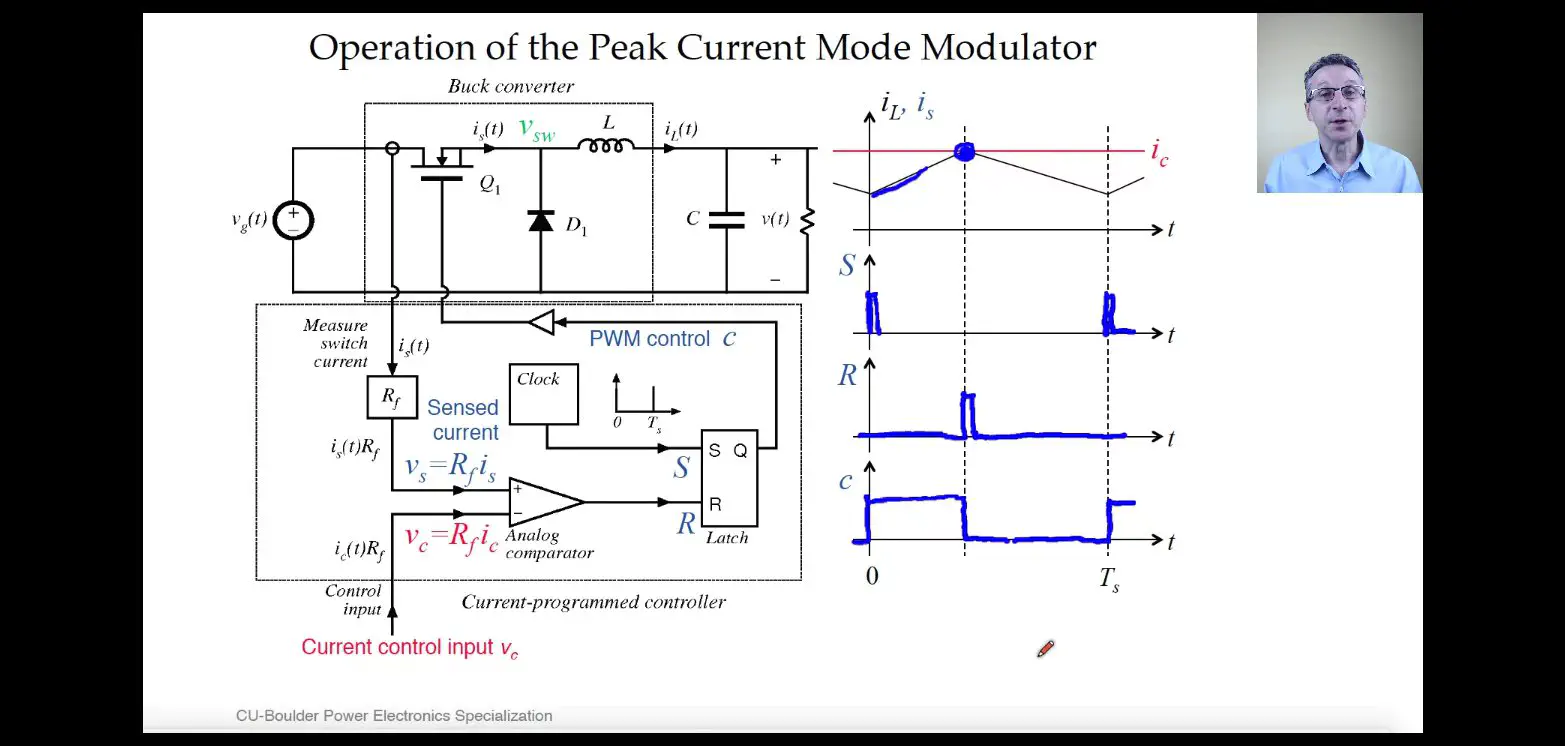 Operation of the Peak Current Mode Modulator
Buck converter
i_s(t)
v_sw
L
i_L(t)
+
Q_1
v_g(t)
+
–
D_1
C
v(t)
–
Measure
switch
current
i_s(t)
PWM control c
R_f
Clock
0
T_s
Sensed
current
i_s(t)R_f
v_s=R_f i_s
S
S Q
+
–
R
R
Latch
v_c=R_f i_c
Analog
comparator
i_c(t)R_f
Control
input
Current-programmed controller
Current control input v_c
i_L, i_s
i_c
t
S
t
R
t
c
t
0
T_s
CU-Boulder Power Electronics Specialization